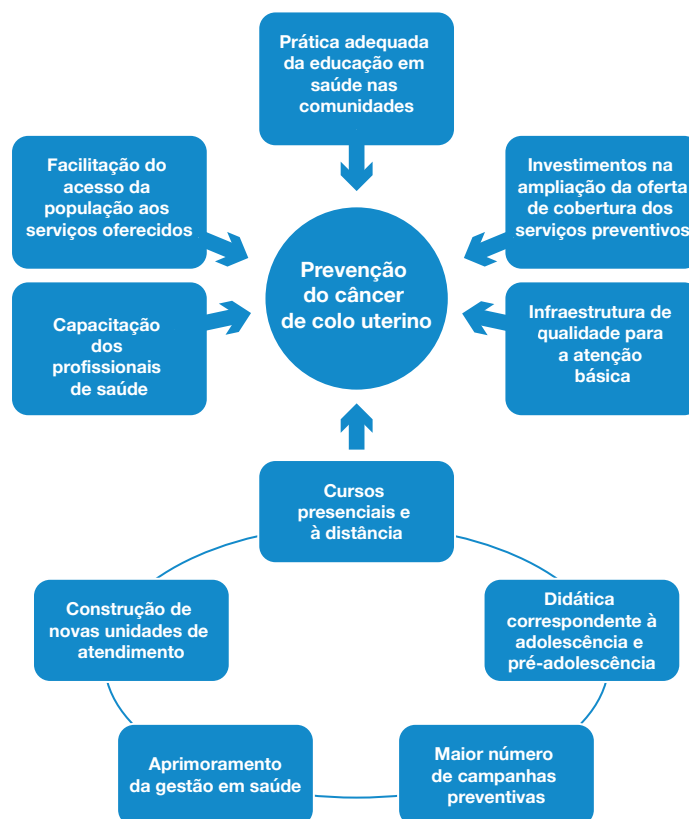 Prática adequada
da educação em
saúde nas
comunidades
Facilitação do
acesso da
população aos
serviços oferecidos
Investimentos na
ampliação da oferta
de cobertura dos
serviços preventivos
Prevenção
do câncer
de colo uterino
Capacitação
dos
profissionais
de saúde
Infraestrutura de
qualidade para
a atenção
básica
Cursos
presenciais e
à distância
Construção de
novas unidades de
atendimento
Didática
correspondente à
adolescência e
pré-adolescência
Aprimoramento
da gestão em saúde
Maior número
de campanhas
preventivas